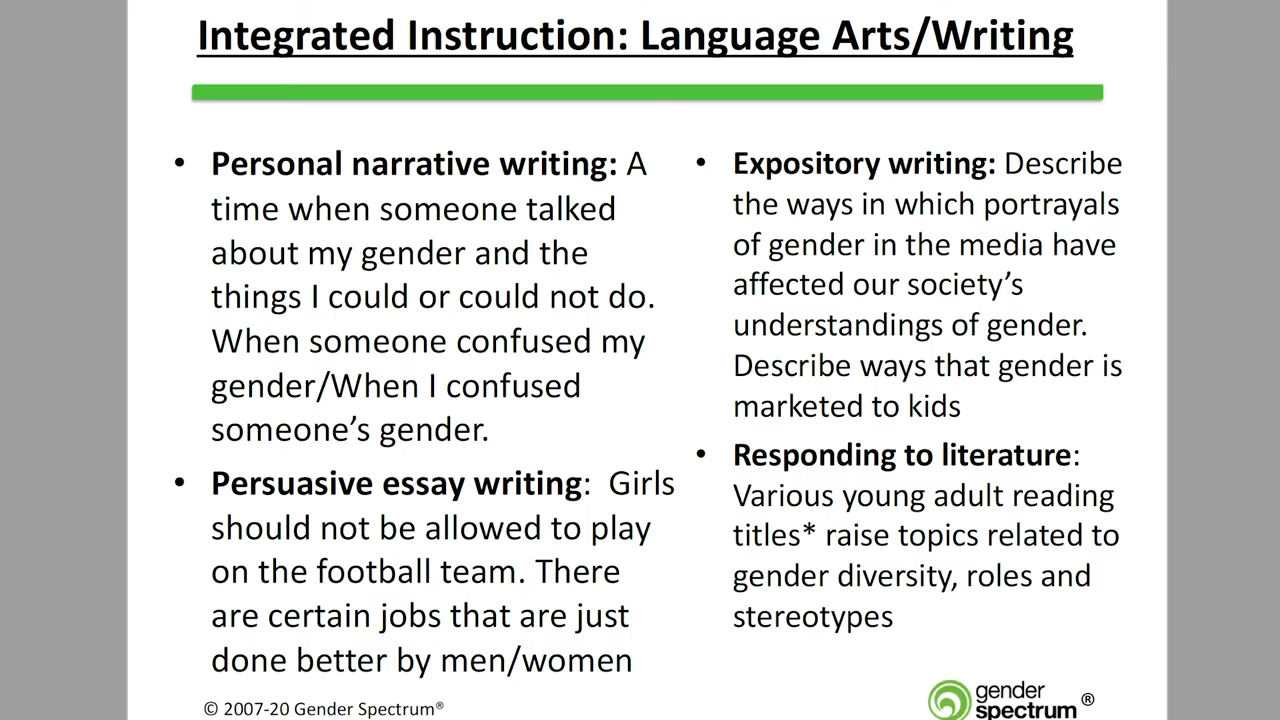 Integrated Instruction: Language Arts/Writing
• Personal narrative writing: A
time when someone talked
about my gender and the
things I could or could not do.
When someone confused my
gender/When I confused
someone’s gender.
• Persuasive essay writing:  Girls
should not be allowed to play
on the football team. There
are certain jobs that are just
done better by men/women
• Expository writing: Describe
the ways in which portrayals
of gender in the media have
affected our society’s
understandings of gender.
Describe ways that gender is
marketed to kids
• Responding to literature:
Various young adult reading
titles* raise topics related to
gender diversity, roles and
stereotypes
© 2007-20 Gender Spectrum®
gender
spectrum ®